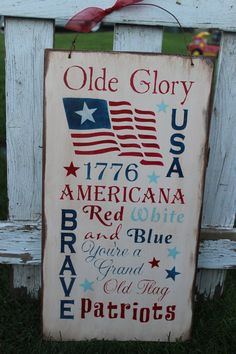 Olde Glory
USA
1776
AMERICANA
Red White
and Blue
BRAVE
You're a
Grand
Old Flag
Patriots